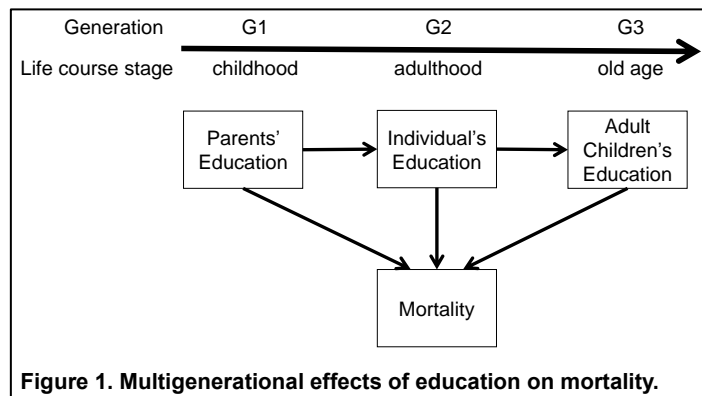 Generation G1 G2 G3
Life course stage childhood adulthood old age
Parents’
Education
Individual’s
Education
Adult
Children’s
Education
Mortality
Figure 1. Multigenerational effects of education on mortality.